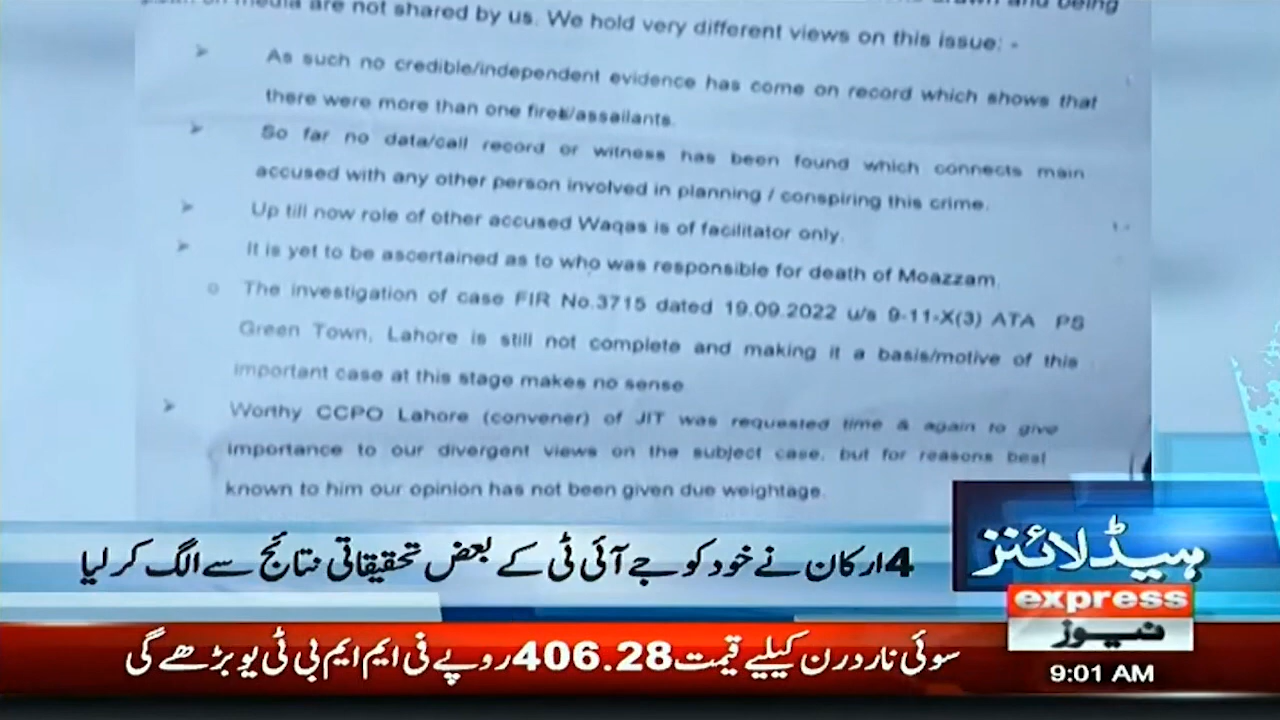 are not shared by us. We hold very different views on this issue: -
➢ As such no credible/independent evidence has come on record which shows that
there were more than one firet/assailants.
➢ So far no data/call record or witness has been found which connects main
accused with any other person involved in planning / conspiring this crime.
➢ Up till now role of other accused Waqas is of facilitator only.
➢ It is yet to be ascertained as to who was responsible for death of Moazzam.
o The investigation of case FIR No.3715 dated 19.09.2022 u/s 9-11-X(3) ATA PS
Green Town, Lahore is still not complete and making it a basis/motive of this
important case at this stage makes no sense
➢ Worthy CCPO Lahore (convener) of JIT was requested time & again to give
importance to our divergent views on the subject case, but for reasons best
known to him our opinion has not been given due weightage.
ہیڈلائنز
4 ارکان نے خود کو جے آئی ٹی کے بعض تحقیقاتی نتائج سے الگ کر لیا
express
نیوز
سوئی ناردرن کیلیے قیمت 406.28 روپے فی ایم ایم بی ٹی یو بڑھے گی
9:01 AM